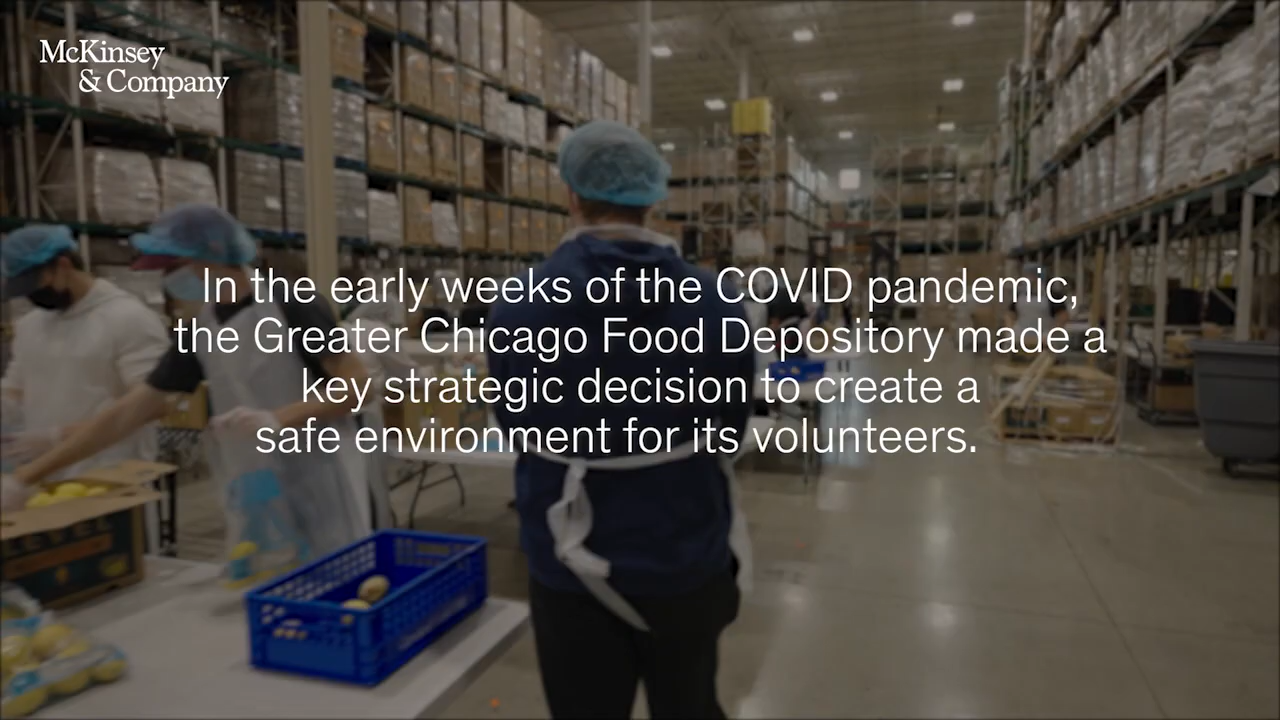 McKinsey
& Company
In the early weeks of the COVID pandemic,
the Greater Chicago Food Depository made a
key strategic decision to create a
safe environment for its volunteers.